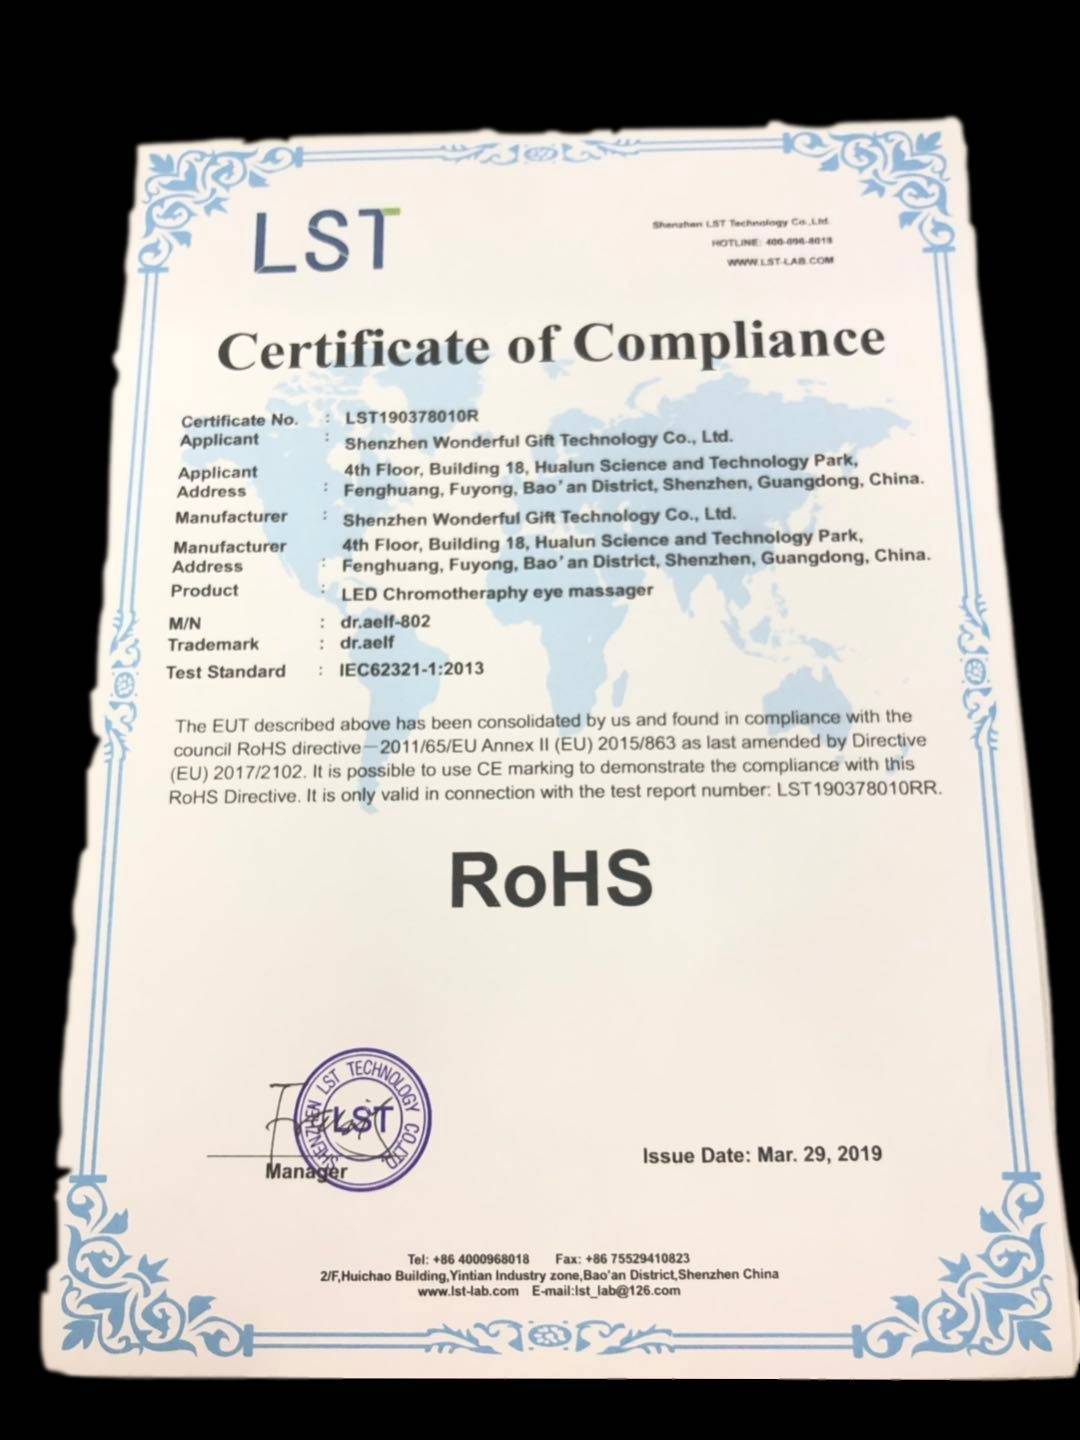 LST
Shenzhen LST Technology Co.,Ltd.
HOTLINE: 400-096-8018
WWW.LST-LAB.COM
Certificate of Compliance
Certificate No. : LST190378010R
Applicant : Shenzhen Wonderful Gift Technology Co., Ltd.
Applicant 4th Floor, Building 18, Hualun Science and Technology Park,
Address : Fenghuang, Fuyong, Bao' an District, Shenzhen, Guangdong, China.
Manufacturer : Shenzhen Wonderful Gift Technology Co., Ltd.
Manufacturer 4th Floor, Building 18, Hualun Science and Technology Park,
Address : Fenghuang, Fuyong, Bao' an District, Shenzhen, Guangdong, China.
Product : LED Chromotheraphy eye massager
M/N : dr.aelf-802
Trademark : dr.aelf
Test Standard : IEC62321-1:2013
The EUT described above has been consolidated by us and found in compliance with the
council RoHS directive—2011/65/EU Annex II (EU) 2015/863 as last amended by Directive
(EU) 2017/2102. It is possible to use CE marking to demonstrate the compliance with this
RoHS Directive. It is only valid in connection with the test report number: LST190378010RR.
RoHS
SHENZHEN LST TECHNOLOGY CO.,LTD
LST
Manager
Issue Date: Mar. 29, 2019
Tel: +86 4000968018 Fax: +86 75529410823
2/F,Huichao Building,Yintian Industry zone,Bao'an District,Shenzhen China
www.lst-lab.com E-mail:lst_lab@126.com